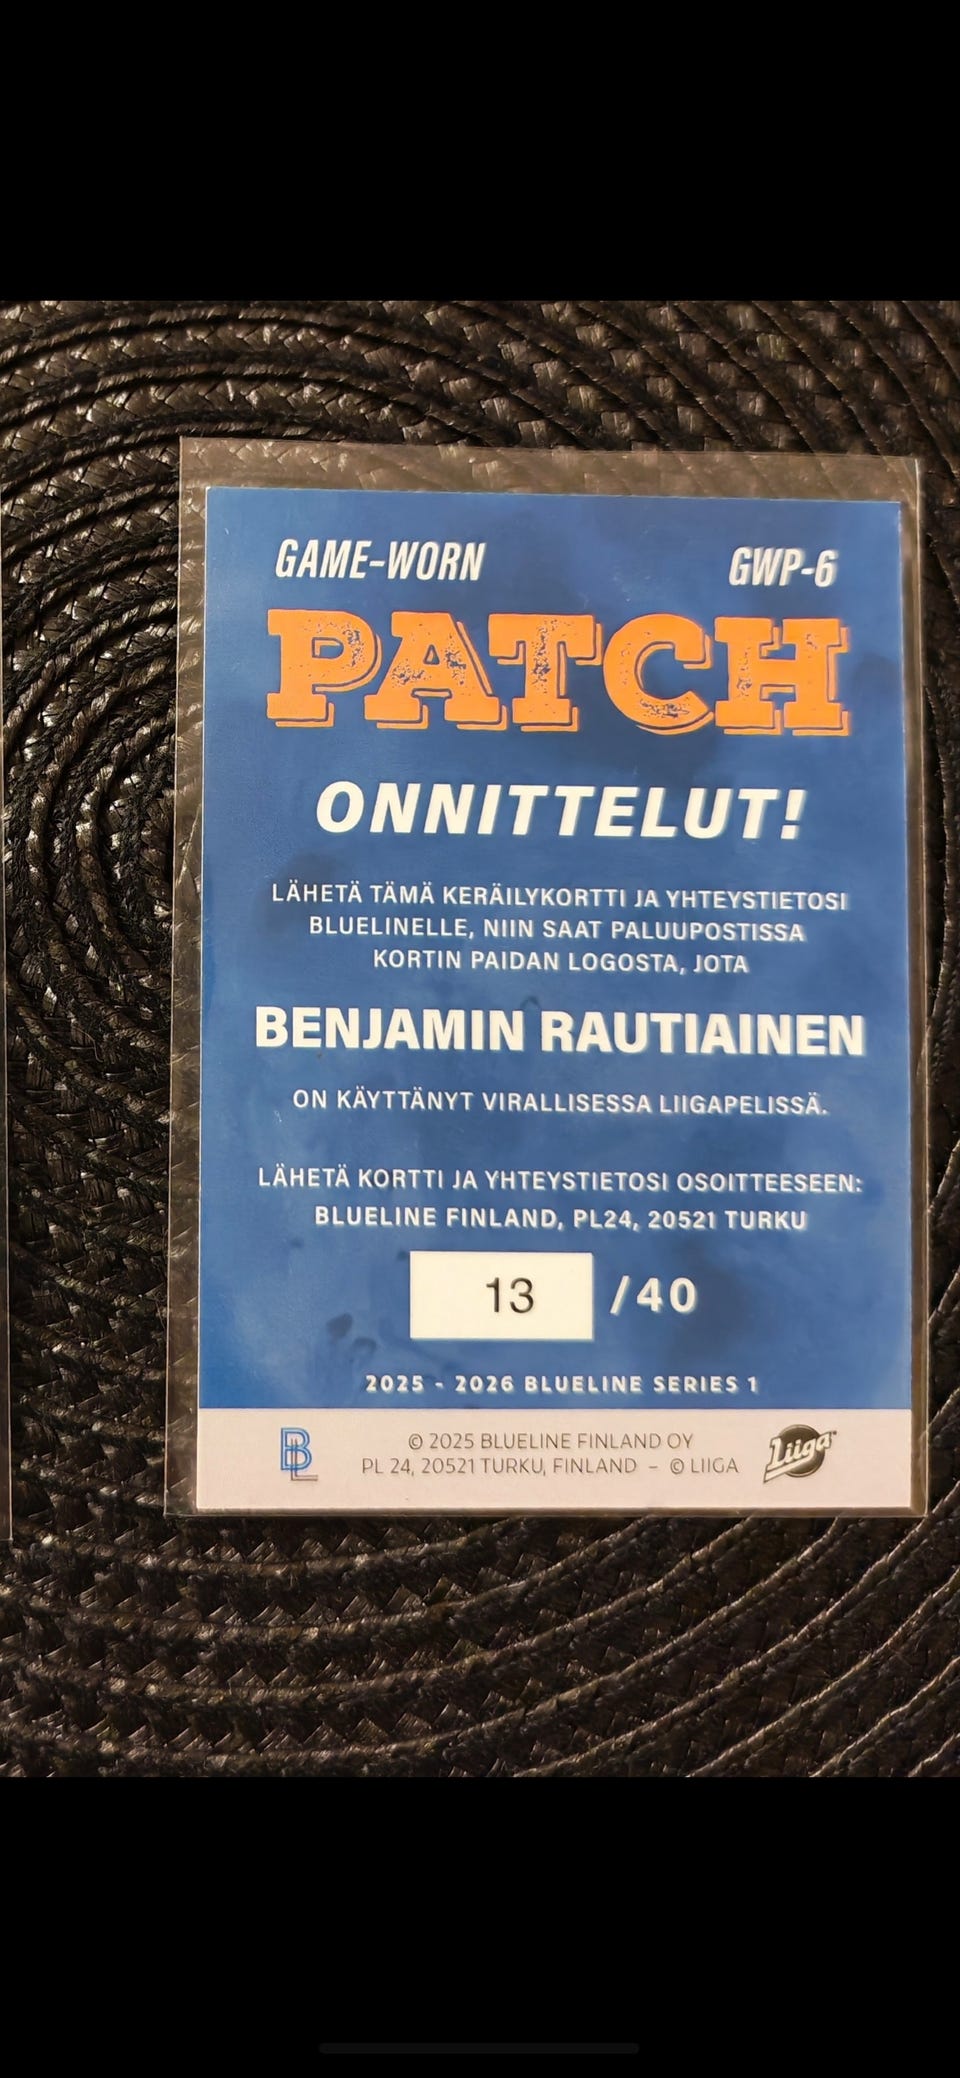 GAME-WORN
GWP-6
PATCH
ONNITTELUT!
LÄHETÄ TÄMÄ KERÄILYKORTTI JA YHTEYSTIETOSI
BLUELINELLE, NIIN SAAT PALUUPOSTISSA
KORTIN PAIDAN LOGOSTA, JOTA
BENJAMIN RAUTIAINEN
ON KÄYTTÄNYT VIRALLISESSA LIIGAPELISSÄ.
LÄHETÄ KORTTI JA YHTEYSTIETOSI OSOITTEESEEN:
BLUELINE FINLAND, PL24, 20521 TURKU
13 /40
2025 - 2026 BLUELINE SERIES 1
BL
© 2025 BLUELINE FINLAND OY
PL 24, 20521 TURKU, FINLAND - © LIIGA
Liiga